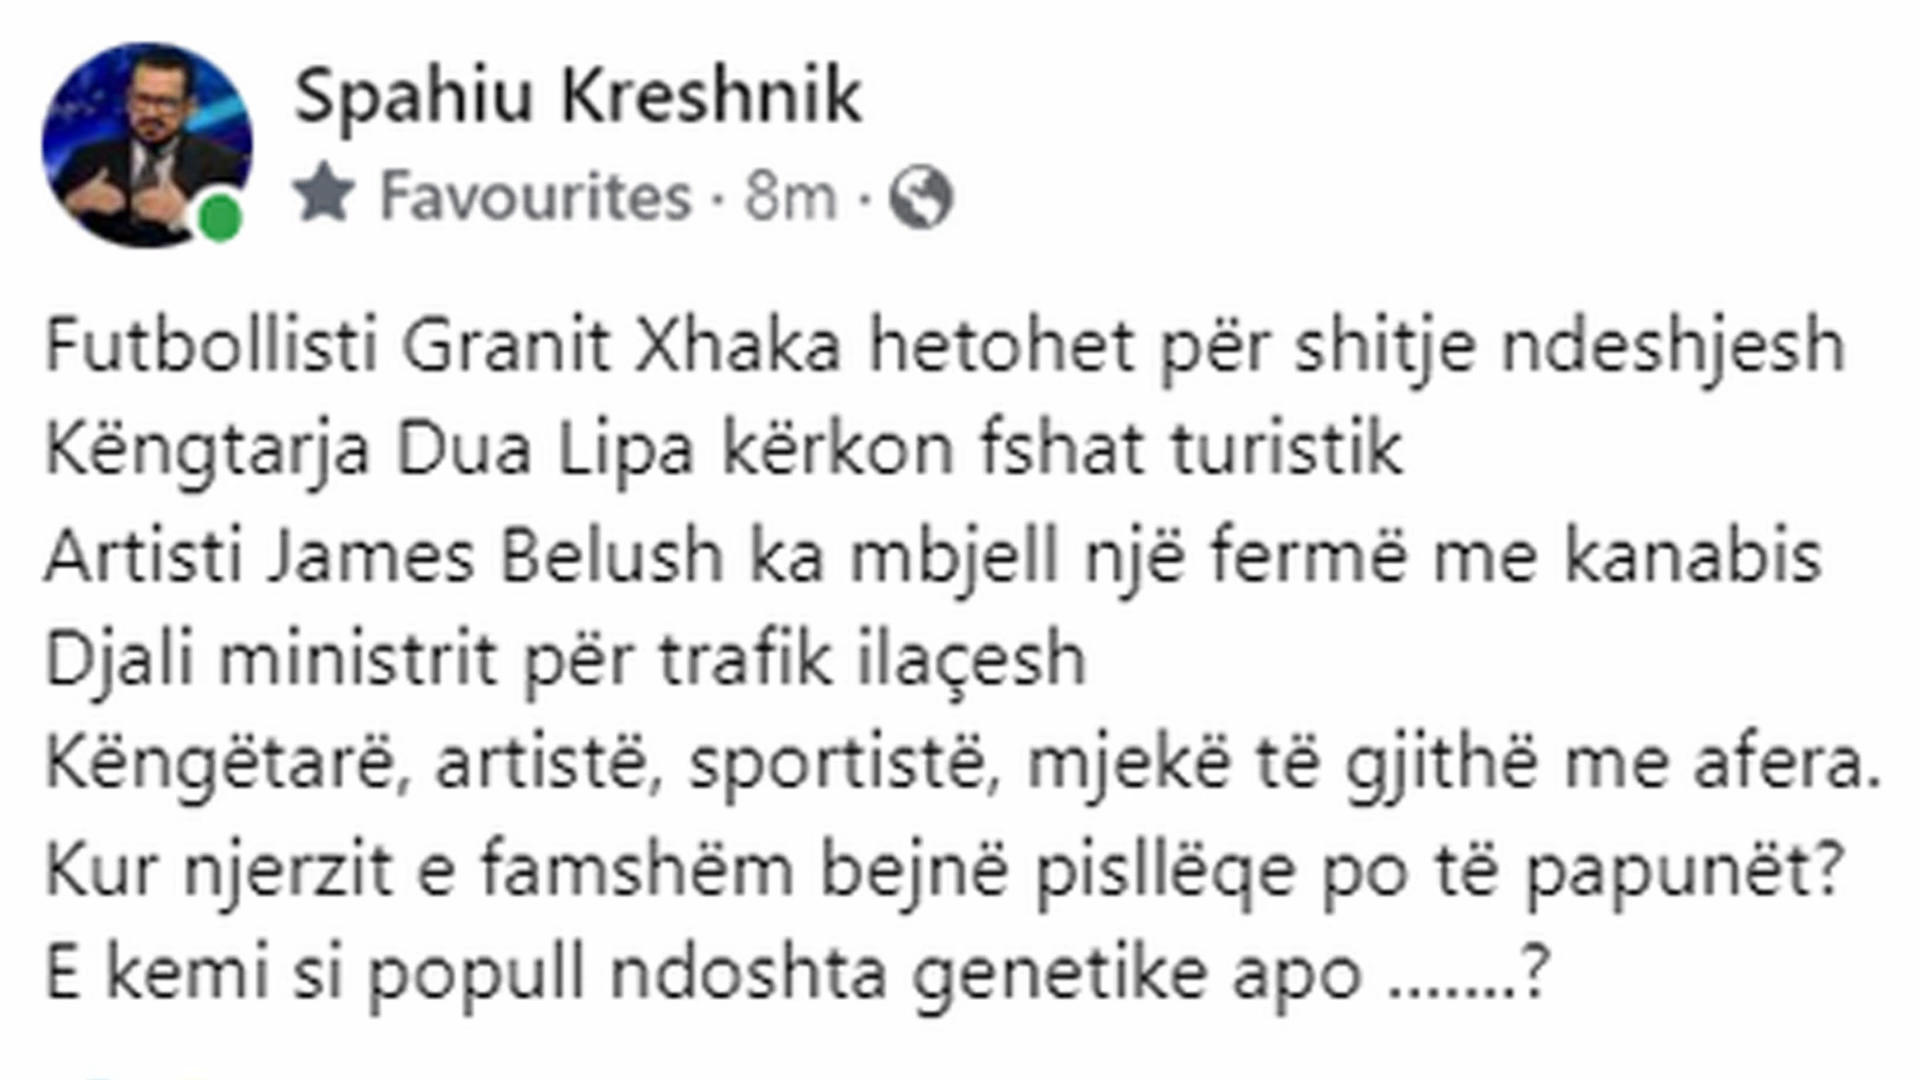 Spahiu Kreshnik
Favourites · 8m ·
Futbollisti Granit Xhaka hetohet për shitje ndeshjesh
Këngtarja Dua Lipa kërkon fshat turistik
Artisti James Belush ka mbjell një fermë me kanabis
Djali ministrit për trafik ilaçesh
Këngëtarë, artistë, sportistë, mjekë të gjithë me afera.
Kur njerzit e famshëm bejnë pisllëqe po të papunët?
E kemi si popull ndoshta genetike apo .......?